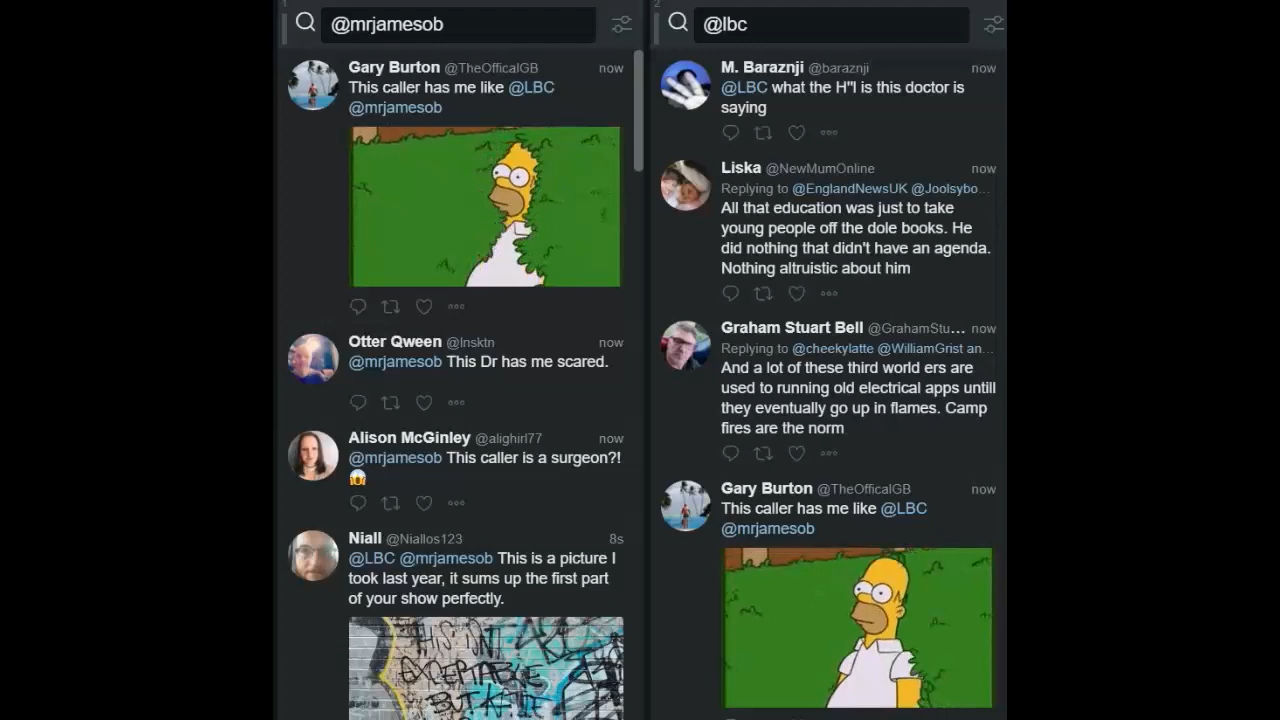 1
@mrjamesob
Gary Burton @TheOfficalGB now
This caller has me like @LBC
@mrjamesob
Otter Qween @Insktn now
@mrjamesob This Dr has me scared.
Alison McGinley @alighirl77 now
@mrjamesob This caller is a surgeon?!
😱
Niall @Niallos123 8s
@LBC @mrjamesob This is a picture I
took last year, it sums up the first part
of your show perfectly.
THIS ISN'T
EXCEPTABLE
BUT
2
@lbc
M. Baraznji @baraznji now
@LBC what the H"l is this doctor is
saying
Liska @NewMumOnline now
Replying to @EnglandNewsUK @Joolsybo...
All that education was just to take
young people off the dole books. He
did nothing that didn't have an agenda.
Nothing altruistic about him
Graham Stuart Bell @GrahamStu... now
Replying to @cheekylatte @WilliamGrist an...
And a lot of these third world ers are
used to running old electrical apps untill
they eventually go up in flames. Camp
fires are the norm
Gary Burton @TheOfficalGB now
This caller has me like @LBC
@mrjamesob